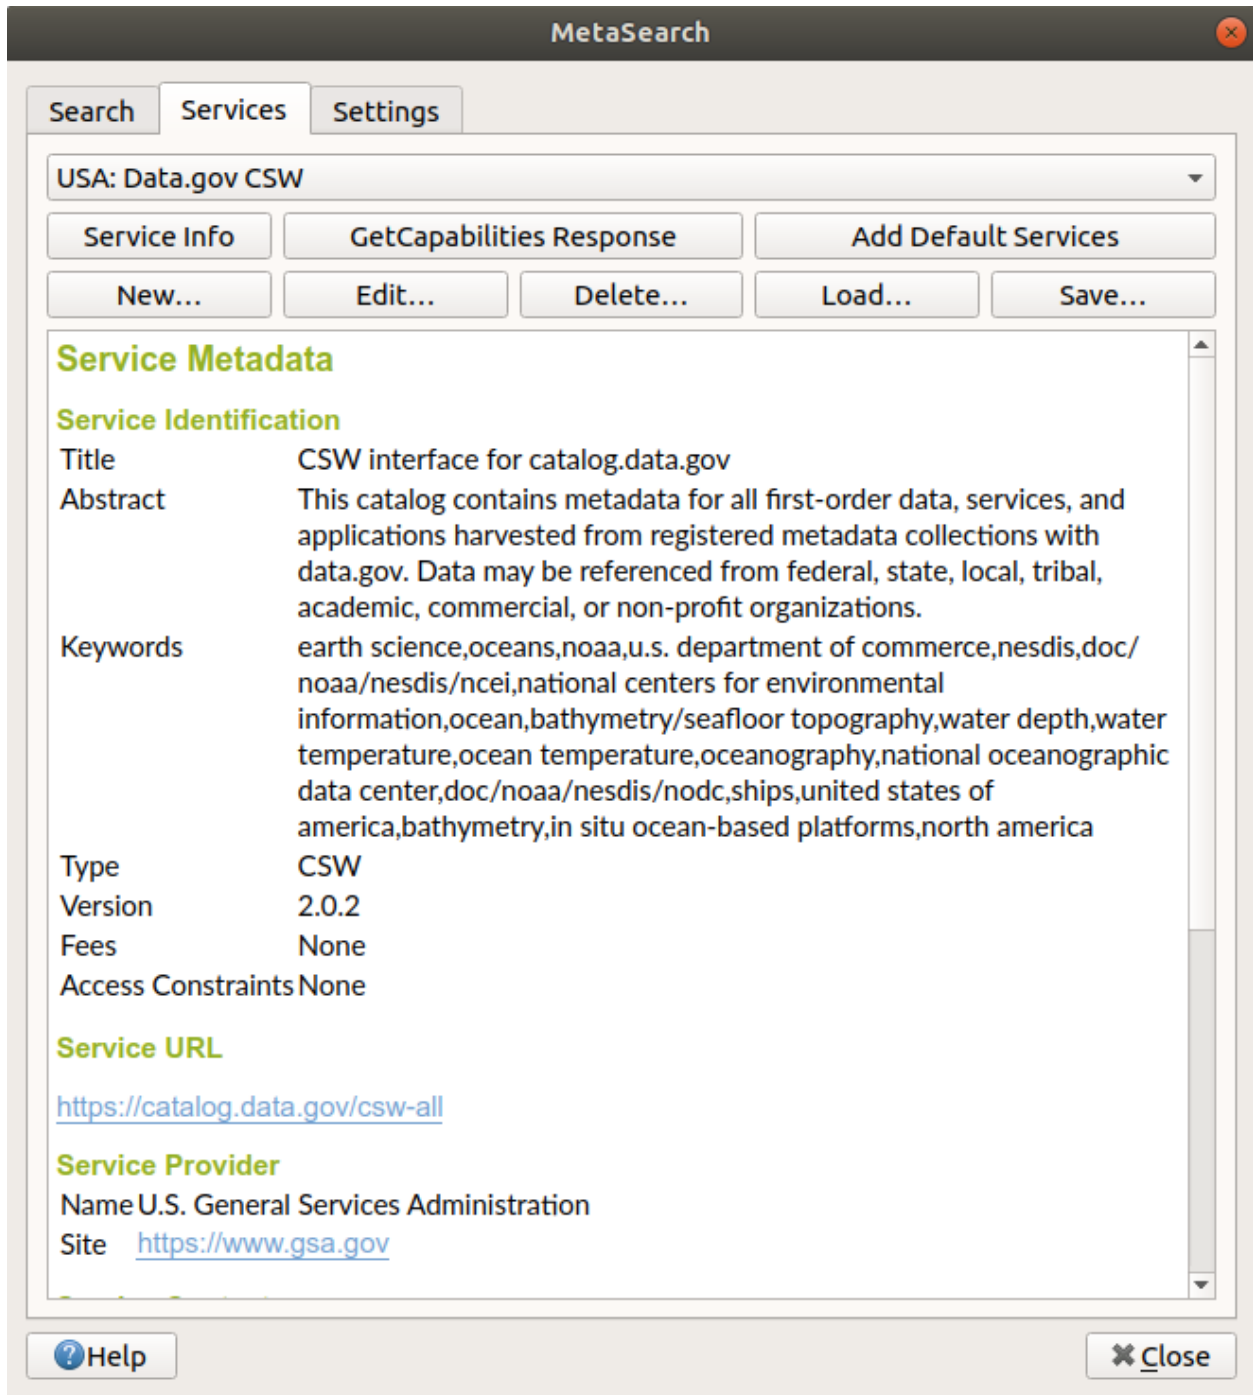 MetaSearch
Search Services Settings
USA: Data.gov CSW
Service Info GetCapabilities Response Add Default Services
New... Edit... Delete... Load... Save...
Service Metadata
Service Identification
Title CSW interface for catalog.data.gov
Abstract This catalog contains metadata for all first-order data, services, and
applications harvested from registered metadata collections with
data.gov. Data may be referenced from federal, state, local, tribal,
academic, commercial, or non-profit organizations.
Keywords earth science,oceans,noaa,u.s. department of commerce,nesdis,doc/
noaa/nesdis/ncei,national centers for environmental
information,ocean,bathymetry/seafloor topography,water depth,water
temperature,ocean temperature,oceanography,national oceanographic
data center,doc/noaa/nesdis/nodc,ships,united states of
america,bathymetry,in situ ocean-based platforms,north america
Type CSW
Version 2.0.2
Fees None
Access Constraints None
Service URL
https://catalog.data.gov/csw-all
Service Provider
Name U.S. General Services Administration
Site https://www.gsa.gov
Help Close